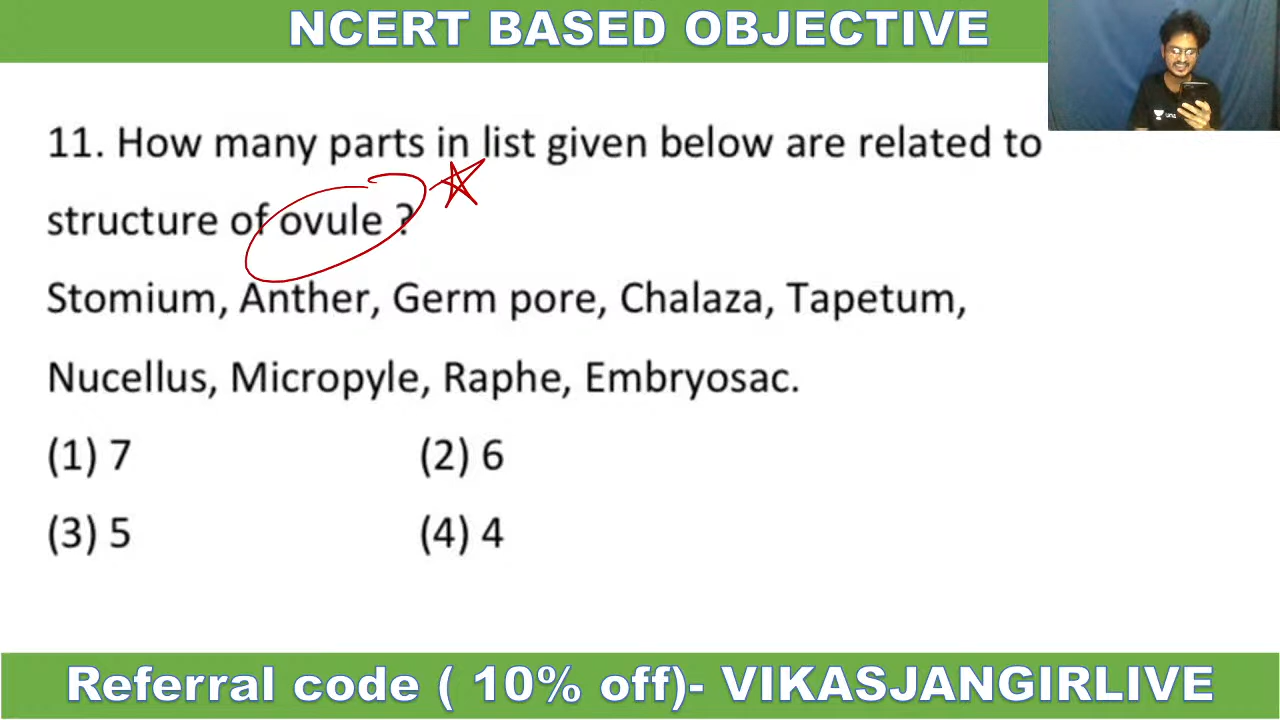 NCERT BASED OBJECTIVE
11. How many parts in list given below are related to
structure of ovule ?
Stomium, Anther, Germ pore, Chalaza, Tapetum,
Nucellus, Micropyle, Raphe, Embryosac.
(1) 7 (2) 6
(3) 5 (4) 4
Referral code ( 10% off)- VIKASJANGIRLIVE